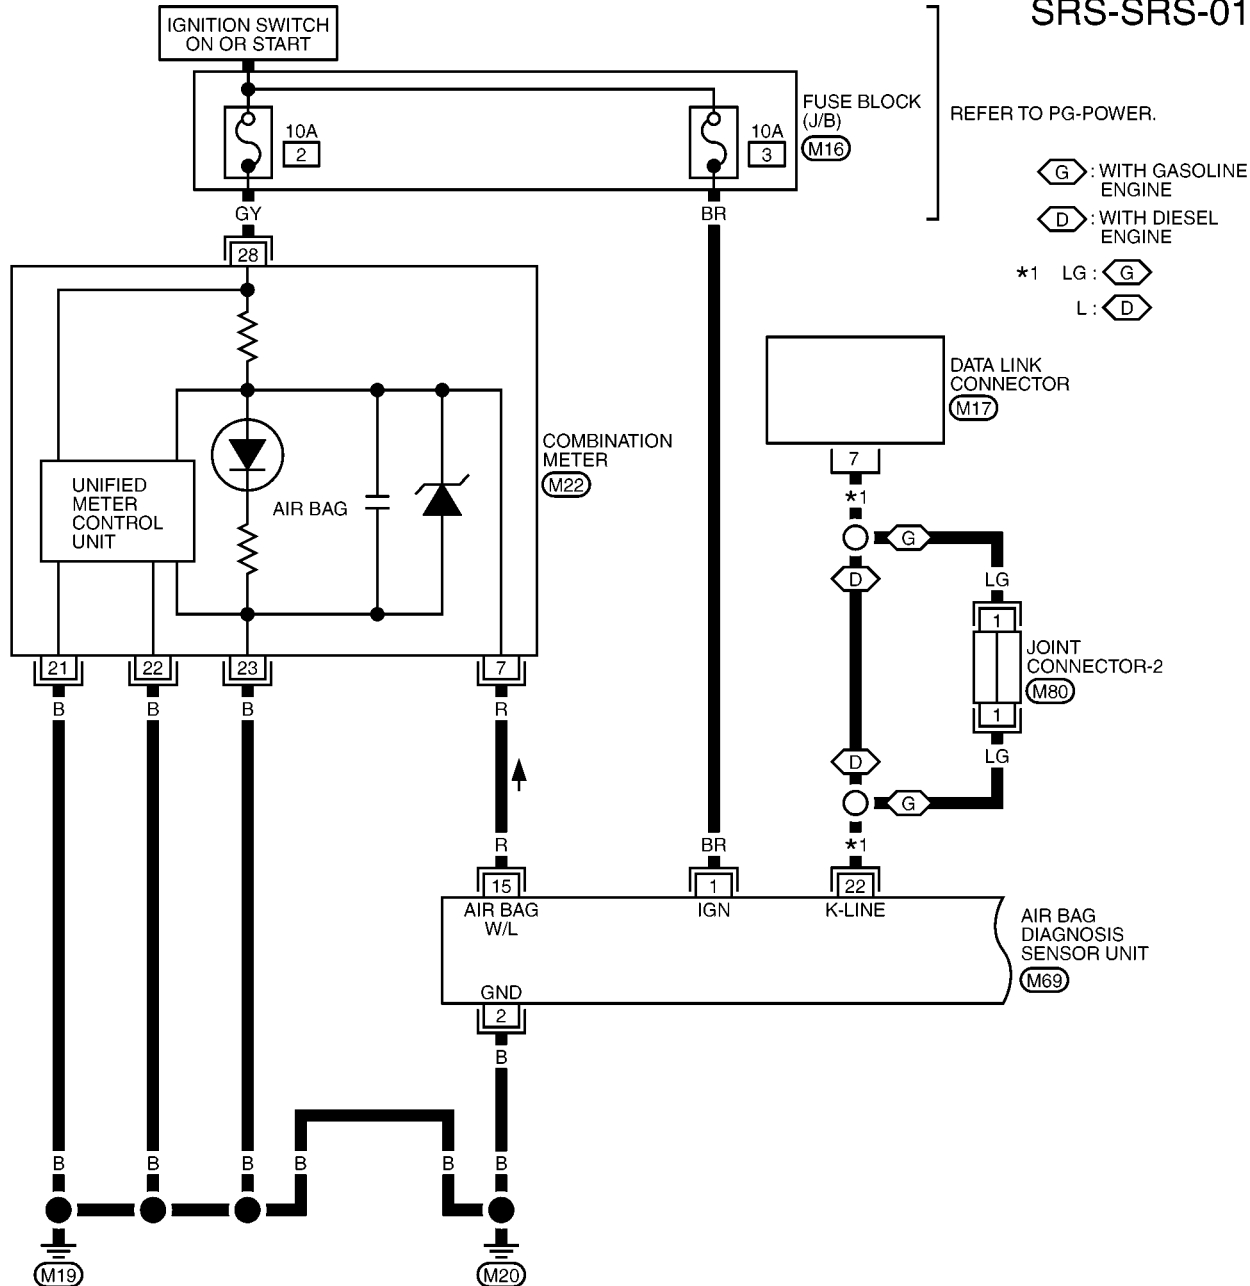 SRS-SRS-01
IGNITION SWITCH
ON OR START
FUSE BLOCK
(J/B)
M16
REFER TO PG-POWER.
10A
2
10A
3
G : WITH GASOLINE
ENGINE
D : WITH DIESEL
ENGINE
*1 LG : G
L : D
GY
BR
28
DATA LINK
CONNECTOR
M17
7
*1
COMBINATION
METER
M22
UNIFIED
METER
CONTROL
UNIT
AIR BAG
G
D
LG
1
JOINT
CONNECTOR-2
M80
1
LG
21
22
23
7
B
B
B
R
D
G
R
BR
*1
15
1
22
AIR BAG
W/L
IGN
K-LINE
AIR BAG
DIAGNOSIS
SENSOR UNIT
M69
GND
2
B
B
B
B
B
B
B
M19
M20